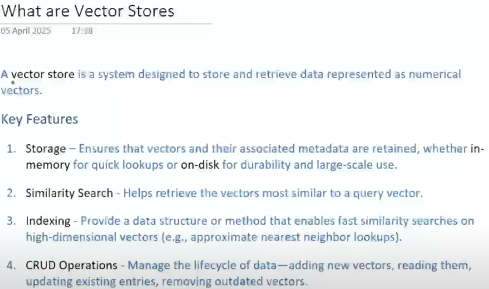 What are Vector Stores
05 April 2025 17:38
A vector store is a system designed to store and retrieve data represented as numerical
vectors.
Key Features
1. Storage – Ensures that vectors and their associated metadata are retained, whether in-
memory for quick lookups or on-disk for durability and large-scale use.
2. Similarity Search - Helps retrieve the vectors most similar to a query vector.
3. Indexing - Provide a data structure or method that enables fast similarity searches on
high-dimensional vectors (e.g., approximate nearest neighbor lookups).
4. CRUD Operations - Manage the lifecycle of data—adding new vectors, reading them,
updating existing entries, removing outdated vectors.